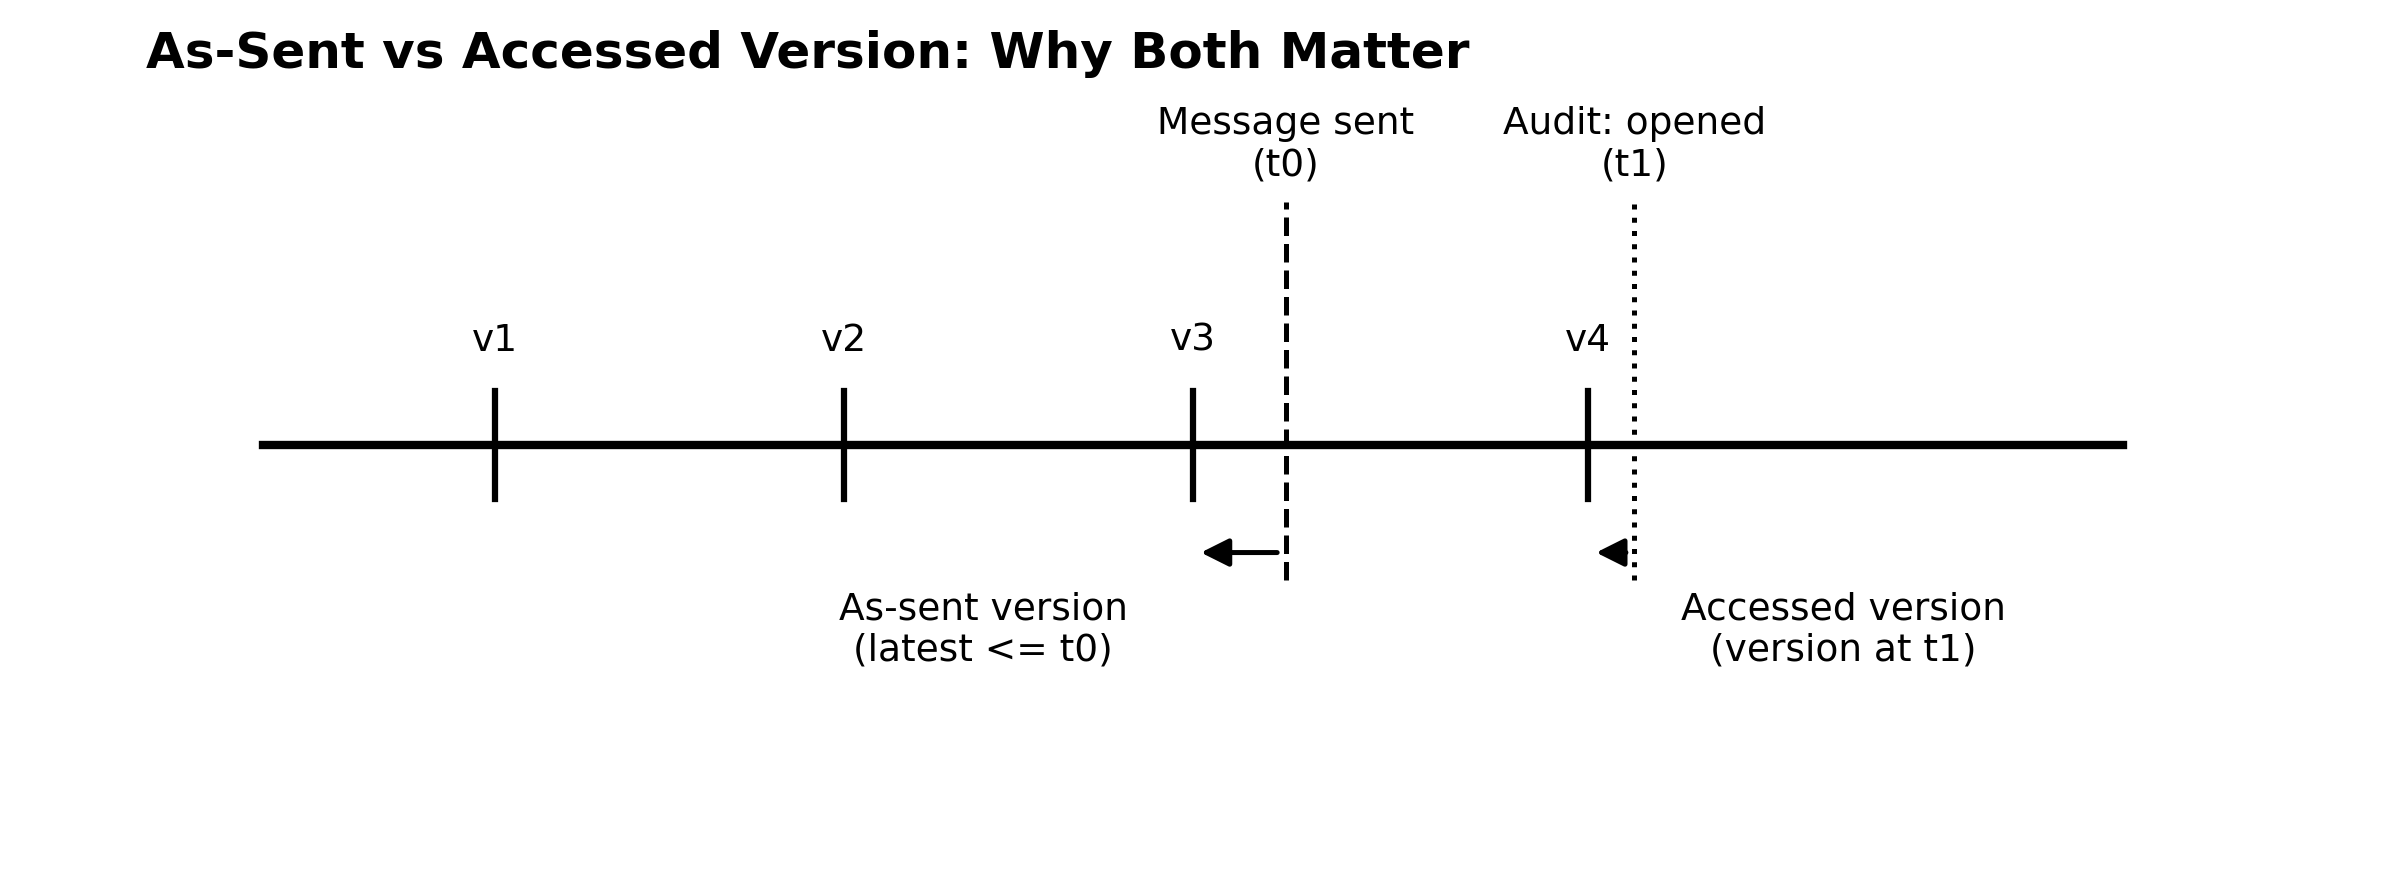 As-Sent vs Accessed Version: Why Both Matter
Message sent
(t0)
Audit: opened
(t1)
v1
v2
v3
v4
As-sent version
(latest <= t0)
Accessed version
(version at t1)